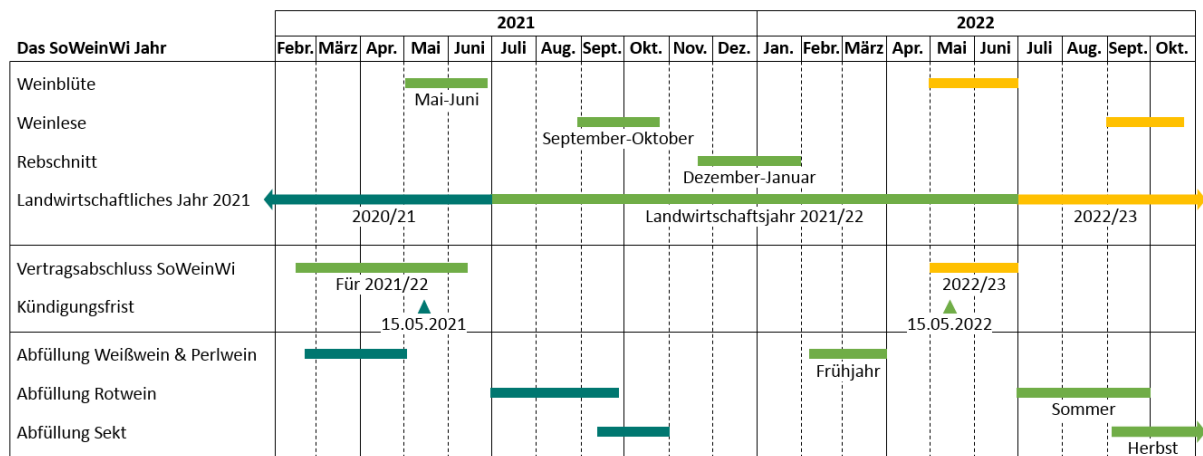 2021 2022
Das SoWeinWi Jahr Febr. März Apr. Mai Juni Juli Aug. Sept. Okt. Nov. Dez. Jan. Febr. März Apr. Mai Juni Juli Aug. Sept. Okt.
Weinblüte
Mai-Juni
Weinlese
September-Oktober
Rebschnitt
Dezember-Januar
Landwirtschaftliches Jahr 2021
2020/21 Landwirtschaftsjahr 2021/22 2022/23
Vertragsabschluss SoWeinWi
Für 2021/22 2022/23
Kündigungsfrist
15.05.2021 15.05.2022
Abfüllung Weißwein & Perlwein
Frühjahr
Abfüllung Rotwein
Sommer
Abfüllung Sekt
Herbst